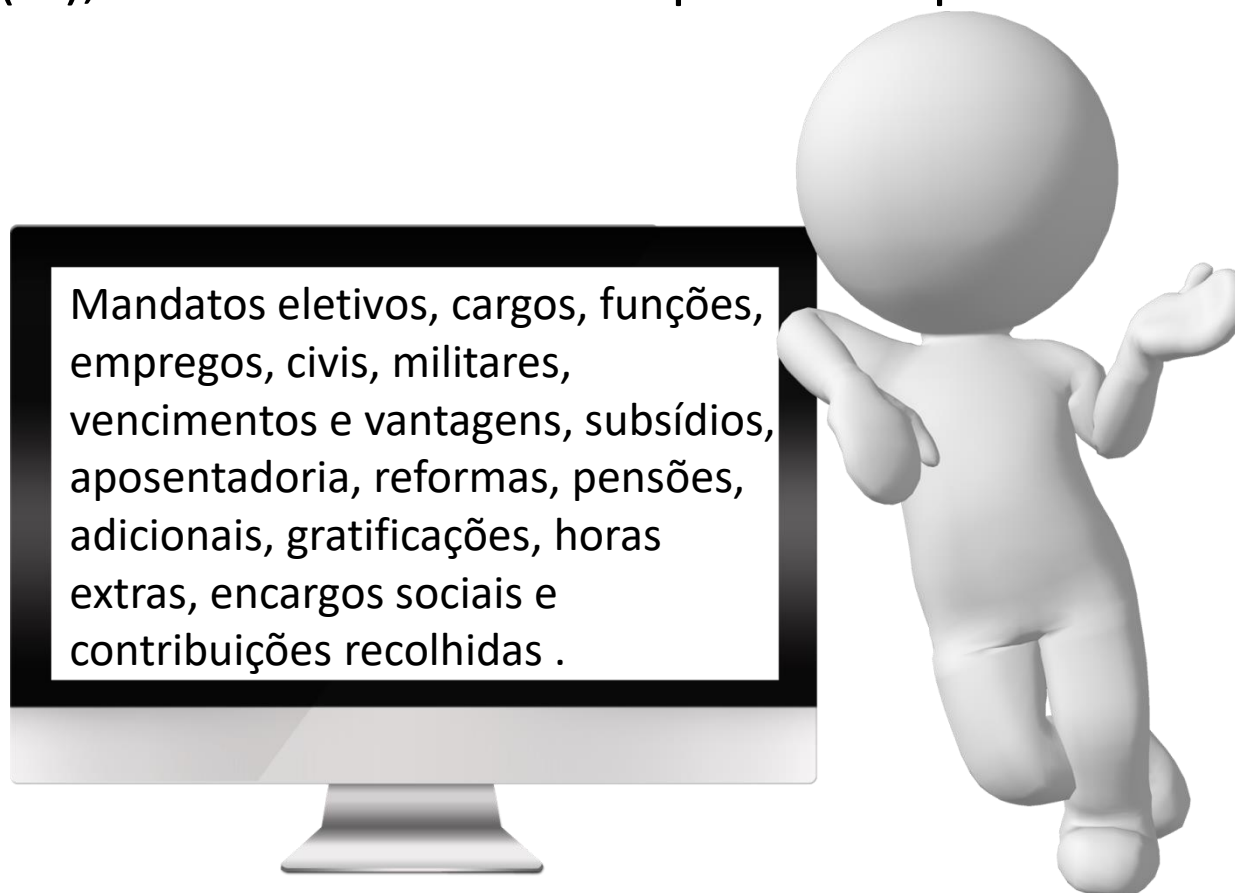 Mandatos eletivos, cargos, funções,
empregos, civis, militares,
vencimentos e vantagens, subsídios,
aposentadoria, reformas, pensões,
adicionais, gratificações, horas
extras, encargos sociais e
contribuições recolhidas .